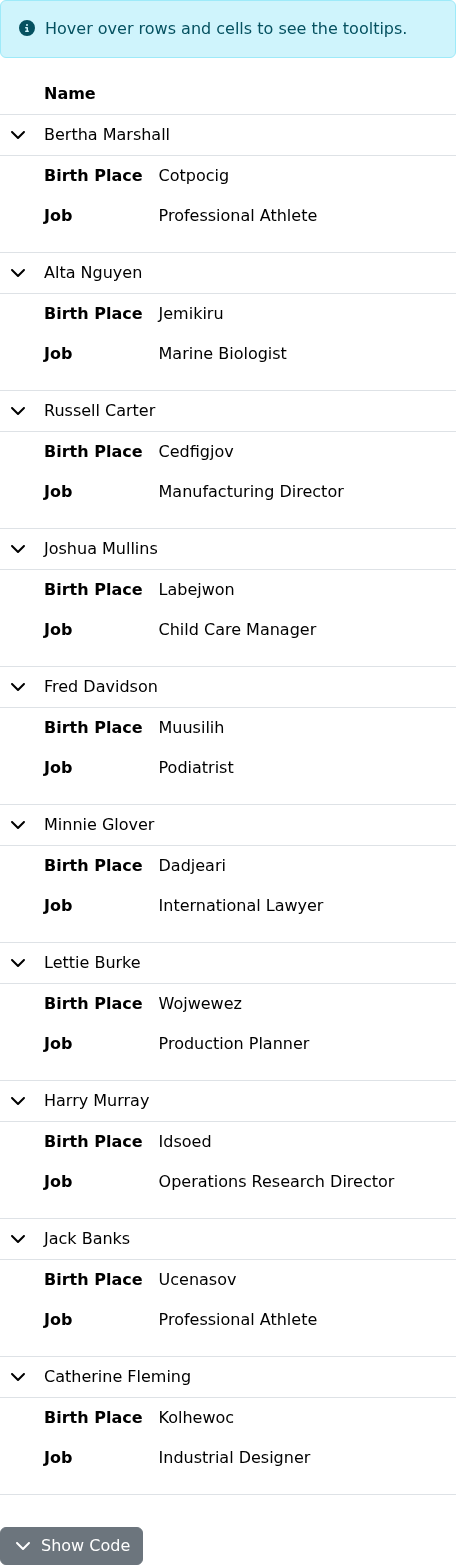 Hover over rows and cells to see the tooltips.
Name
Bertha Marshall
Birth Place Cotpocig
Job Professional Athlete
Alta Nguyen
Birth Place Jemikiru
Job Marine Biologist
Russell Carter
Birth Place Cedfigjov
Job Manufacturing Director
Joshua Mullins
Birth Place Labejwon
Job Child Care Manager
Fred Davidson
Birth Place Muusilih
Job Podiatrist
Minnie Glover
Birth Place Dadjeari
Job International Lawyer
Lettie Burke
Birth Place Wojwewez
Job Production Planner
Harry Murray
Birth Place Idsoed
Job Operations Research Director
Jack Banks
Birth Place Ucenasov
Job Professional Athlete
Catherine Fleming
Birth Place Kolhewoc
Job Industrial Designer
Show Code